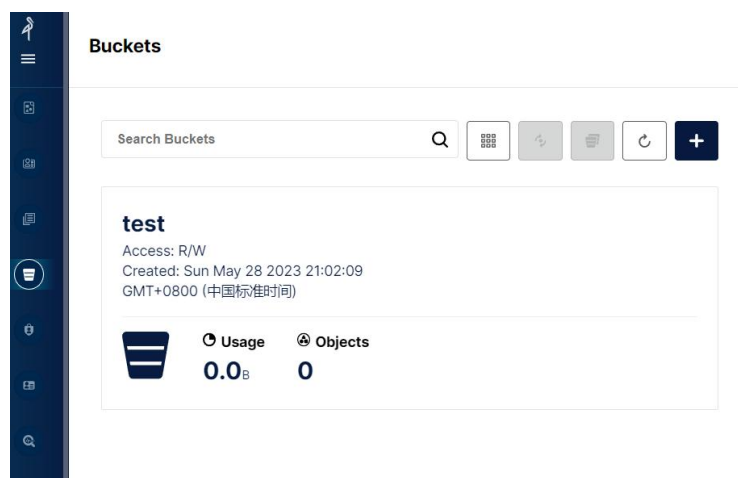 Buckets
Search Buckets
test
Access: R/W
Created: Sun May 28 2023 21:02:09
GMT+0800 (中国标准时间)
Usage
Objects
0.0B
0